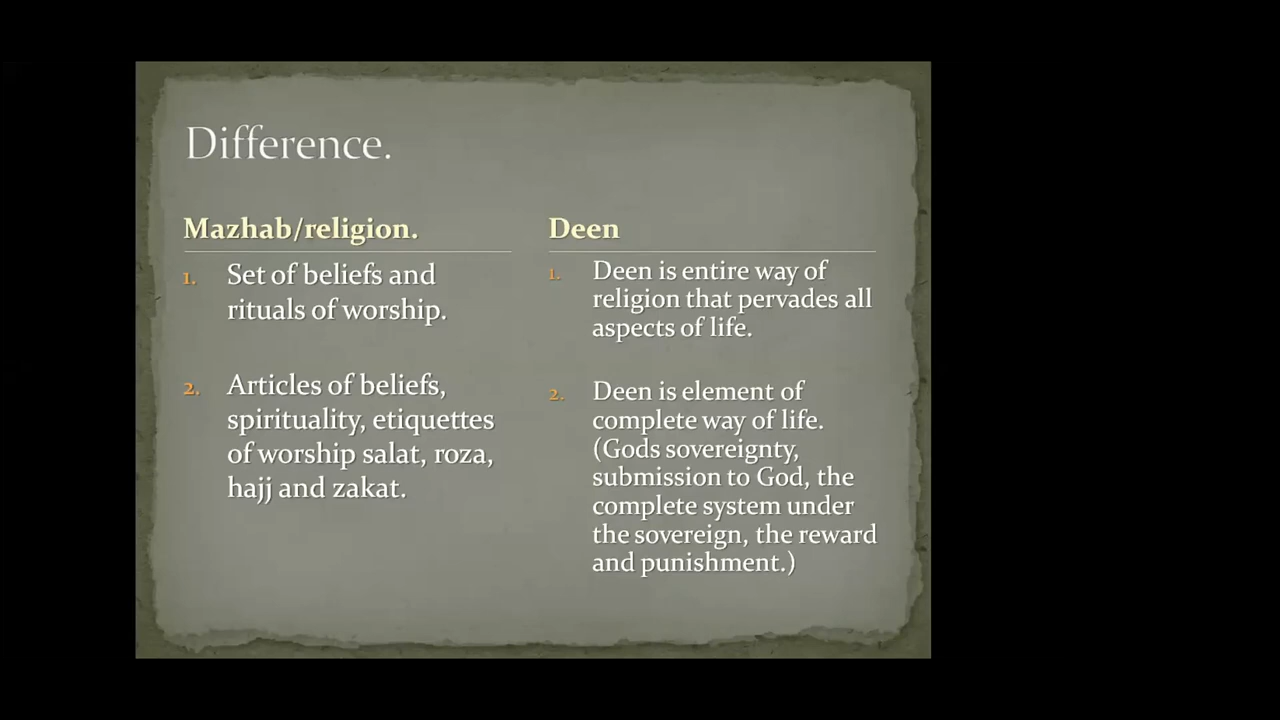 Difference.
Mazhab/religion.
1. Set of beliefs and
rituals of worship.
2. Articles of beliefs,
spirituality, etiquettes
of worship salat, roza,
hajj and zakat.
Deen
1. Deen is entire way of
religion that pervades all
aspects of life.
2. Deen is element of
complete way of life.
(Gods sovereignty,
submission to God, the
complete system under
the sovereign, the reward
and punishment.)